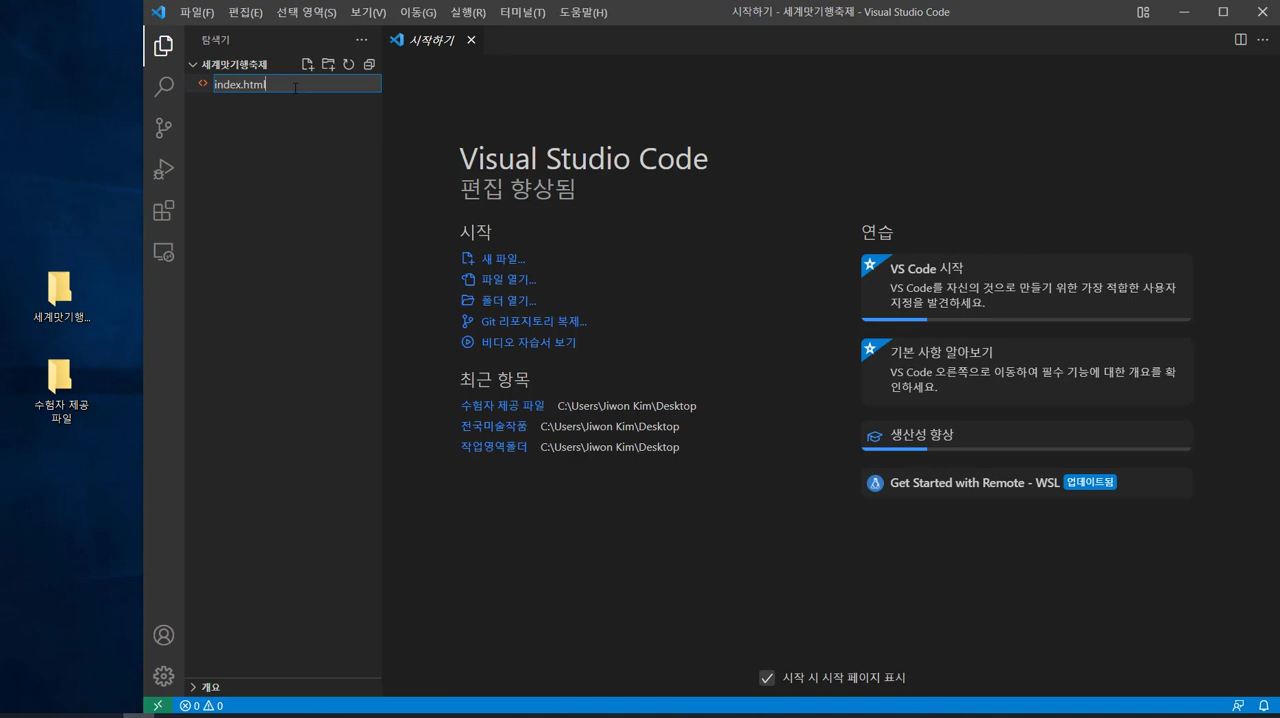 파일(F) 편집(E) 선택 영역(S) 보기(V) 이동(G) 실행(R) 터미널(T) 도움말(H)
시작하기 - 세계맛기행축제 - Visual Studio Code
탐색기
시작하기
세계맛기행축제
index.html
Visual Studio Code
편집 향상됨
시작
새 파일...
파일 열기...
폴더 열기...
Git 리포지토리 복제...
비디오 자습서 보기
최근 항목
수험자 제공 파일 C:\Users\Jiwon Kim\Desktop
전국미술작품 C:\Users\Jiwon Kim\Desktop
작업영역폴더 C:\Users\Jiwon Kim\Desktop
연습
VS Code 시작
VS Code를 자신의 것으로 만들기 위한 가장 적합한 사용자
지정을 발견하세요.
기본 사항 알아보기
VS Code 오른쪽으로 이동하여 필수 기능에 대한 개요를 확
인하세요.
생산성 향상
Get Started with Remote - WSL 업데이트됨
세계맛기행...
수험자 제공
파일
시작 시 시작 페이지 표시
개요
0 0